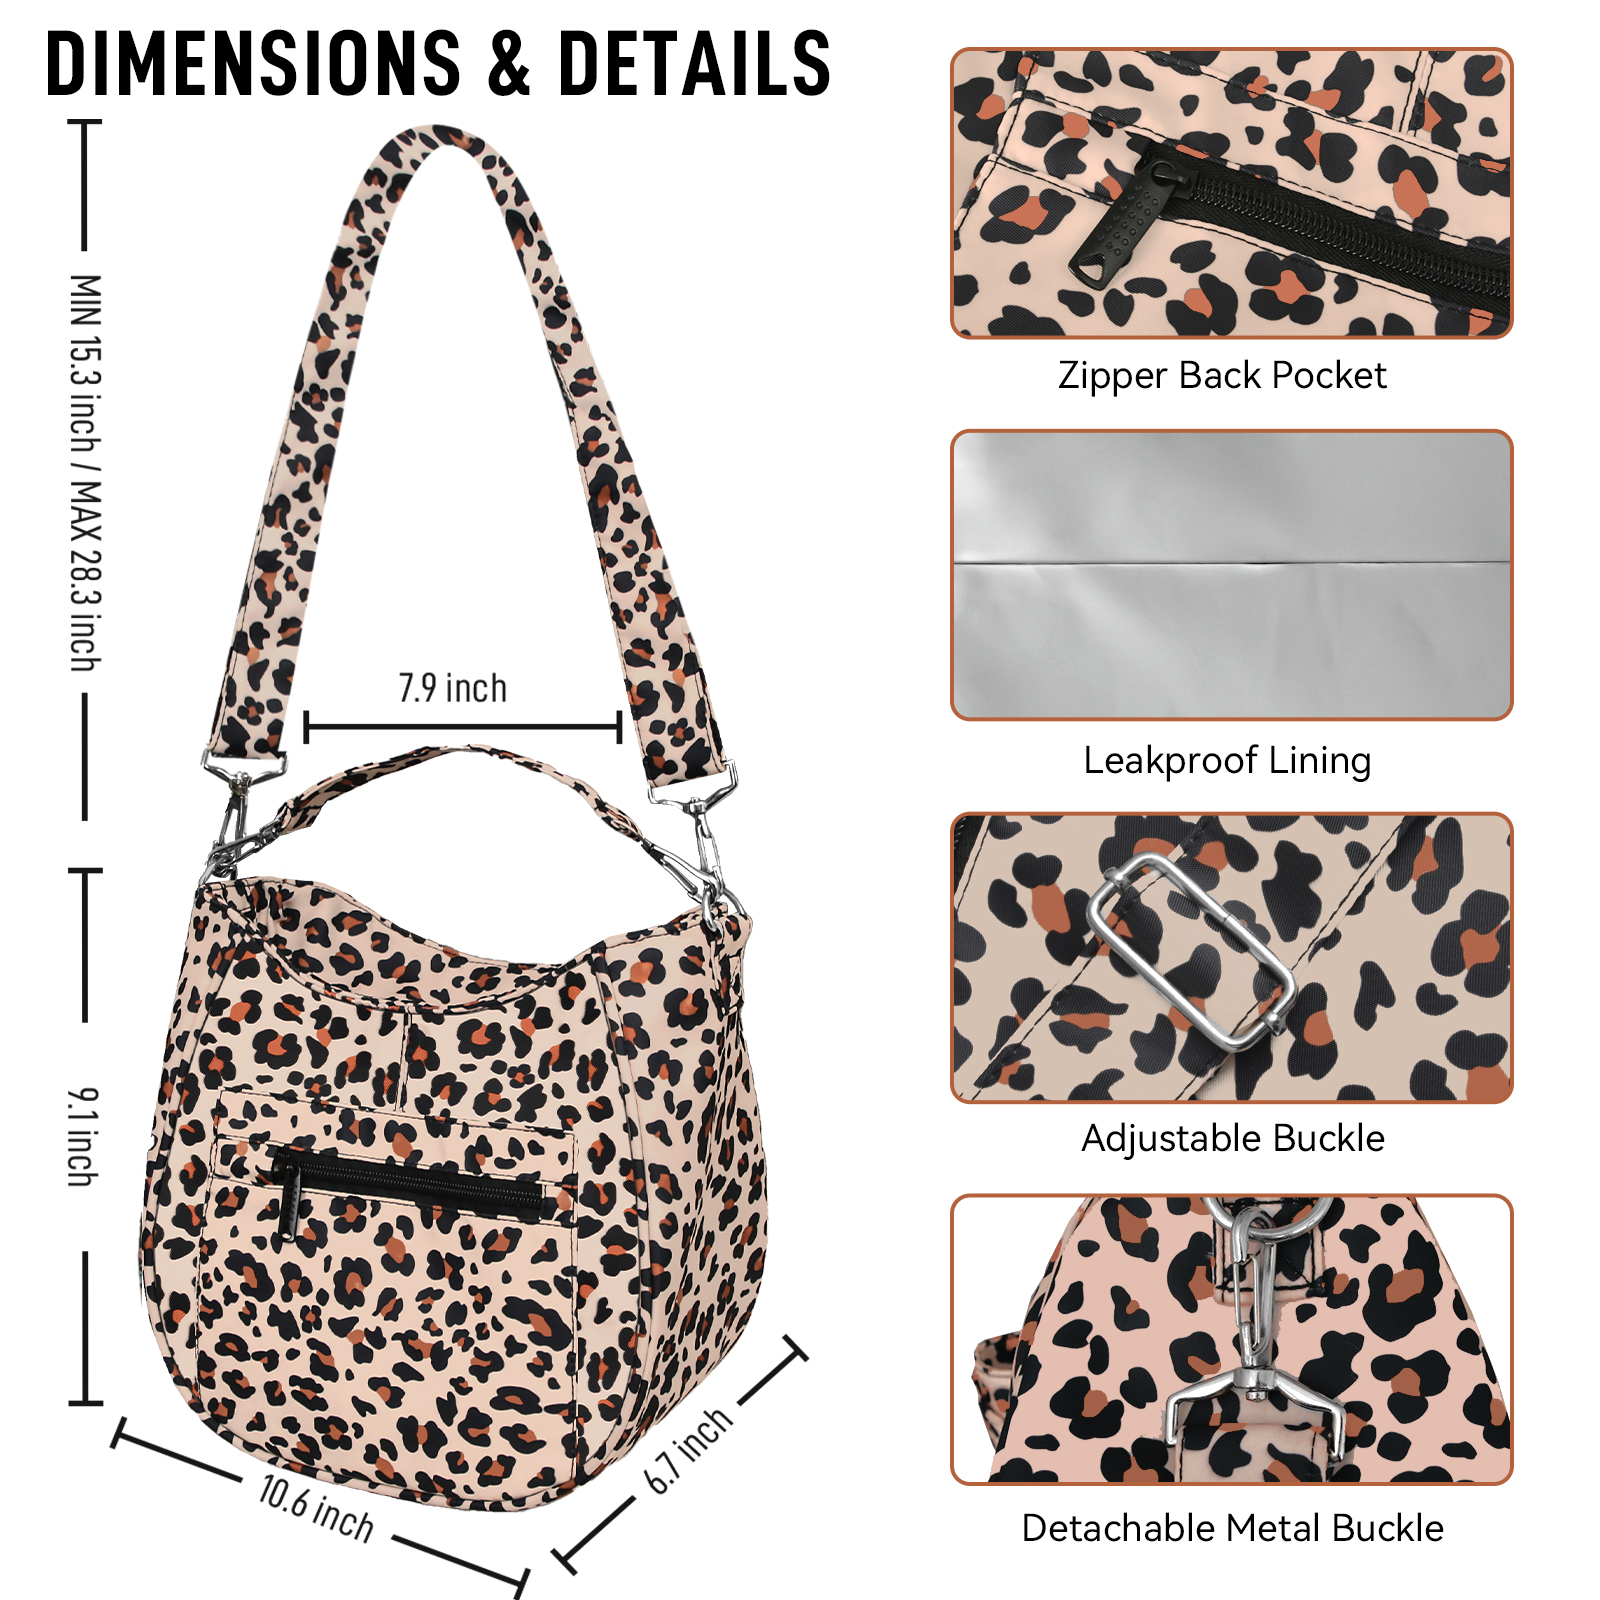 DIMENSIONS & DETAILS
MIN 15.3 inch / MAX 28.3 inch
7.9 inch
9.1 inch
10.6 inch
6.7 inch
Zipper Back Pocket
Leakproof Lining
Adjustable Buckle
Detachable Metal Buckle